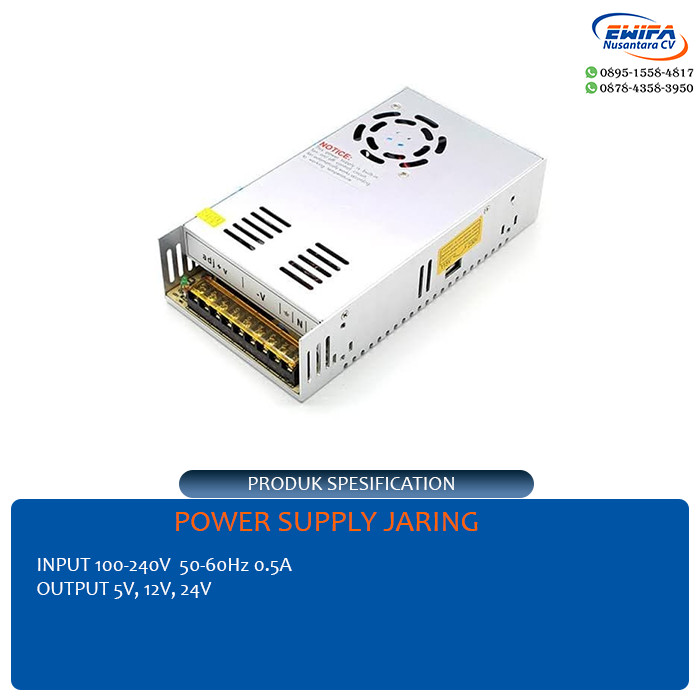 EWIFA
Nusantara CV
0895-1558-4817
0878-4358-3950
NOTICE:
adj +v
-V
N
PRODUK SPESIFICATION
POWER SUPPLY JARING
INPUT 100-240V 50-60Hz 0.5A
OUTPUT 5V, 12V, 24V